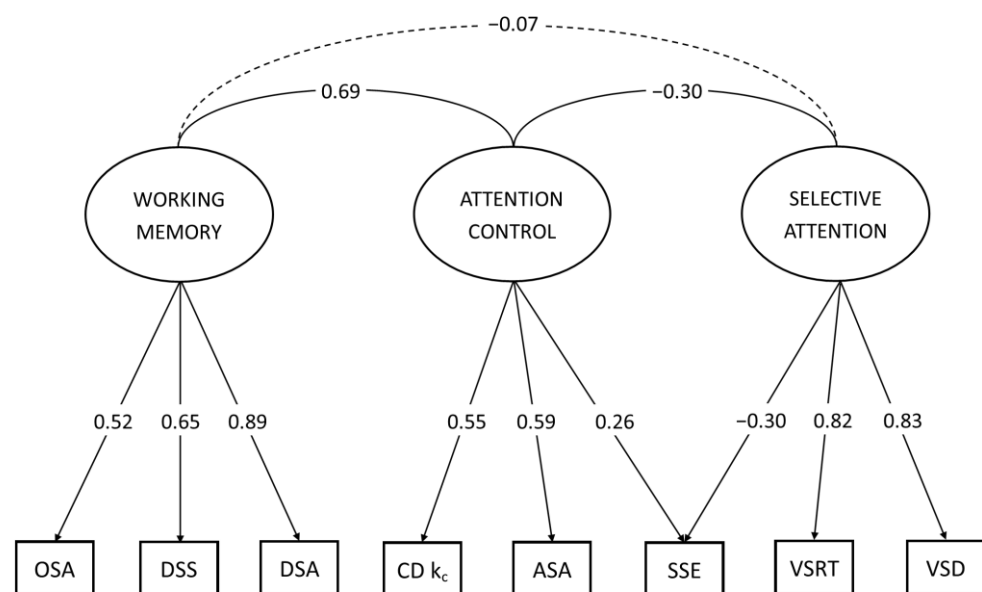 −0.07
0.69
−0.30
WORKING
MEMORY
ATTENTION
CONTROL
SELECTIVE
ATTENTION
0.52
0.65
0.89
0.55
0.59
0.26
−0.30
0.82
0.83
OSA
DSS
DSA
CD kc
ASA
SSE
VSRT
VSD